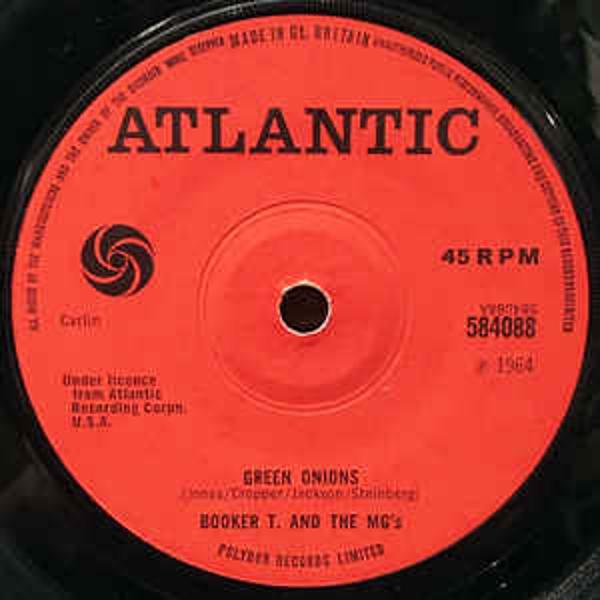 MADE IN GT. BRITAIN
ATLANTIC
45 RPM
Carlin
584088
℗ 1964
Under licence
from Atlantic
Recording Corpn.
U.S.A.
GREEN ONIONS
(Jones/Cropper/Jackson/Steinberg)
BOOKER T. AND THE MG's
POLYDOR RECORDS LIMITED